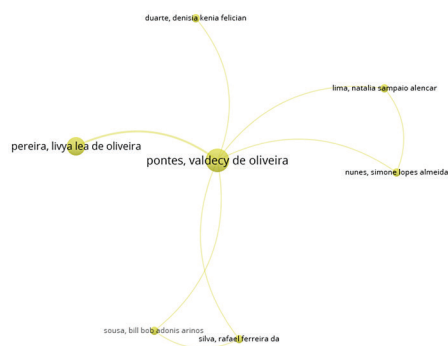 duarte, denisia kenia felician
lima, natalia sampaio alencar
pereira, livya lea de oliveira
pontes, valdecy de oliveira
nunes, simone lopes almeida
sousa, bill bob adonis arinos
silva, rafael ferreira da